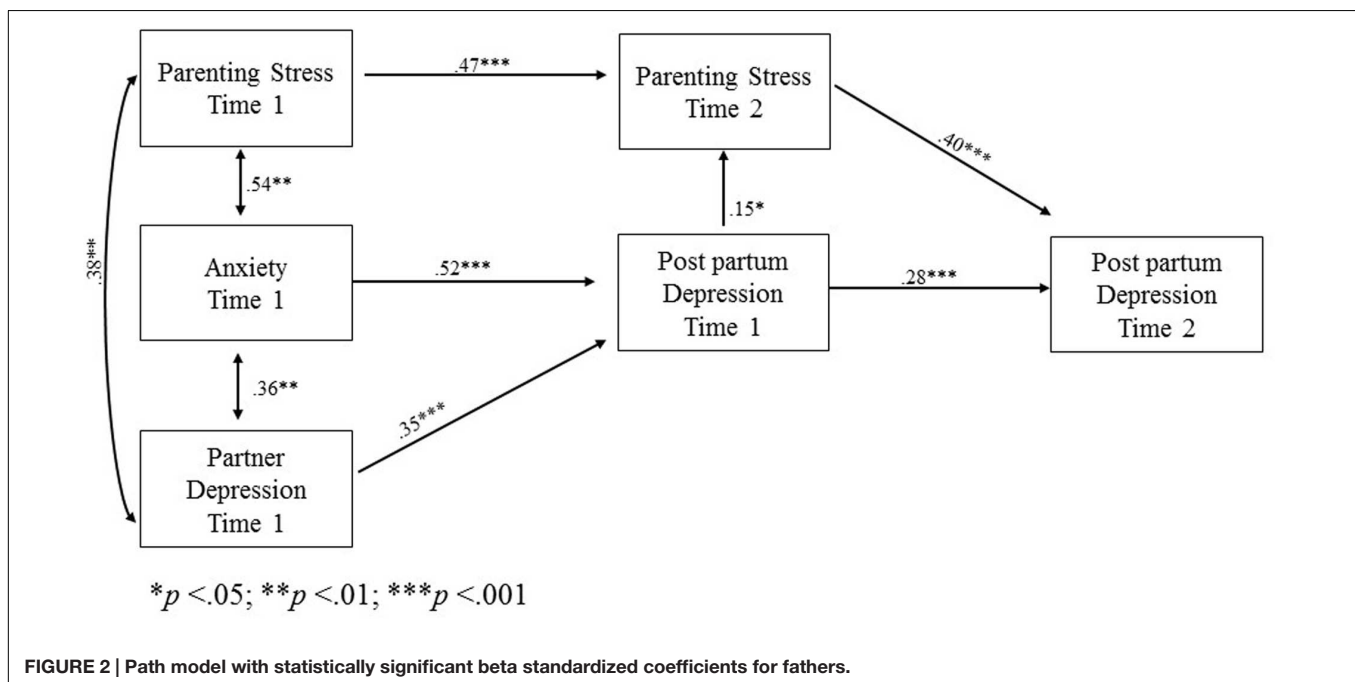 Parenting Stress
Time 1
.47***
Parenting Stress
Time 2
.40***
.54**
.15*
.38**
Anxiety
Time 1
.52***
Post partum
Depression
Time 1
.28***
Post partum
Depression
Time 2
.36**
.35***
Partner
Depression
Time 1
*p <.05; **p <.01; ***p <.001
FIGURE 2 | Path model with statistically significant beta standardized coefficients for fathers.